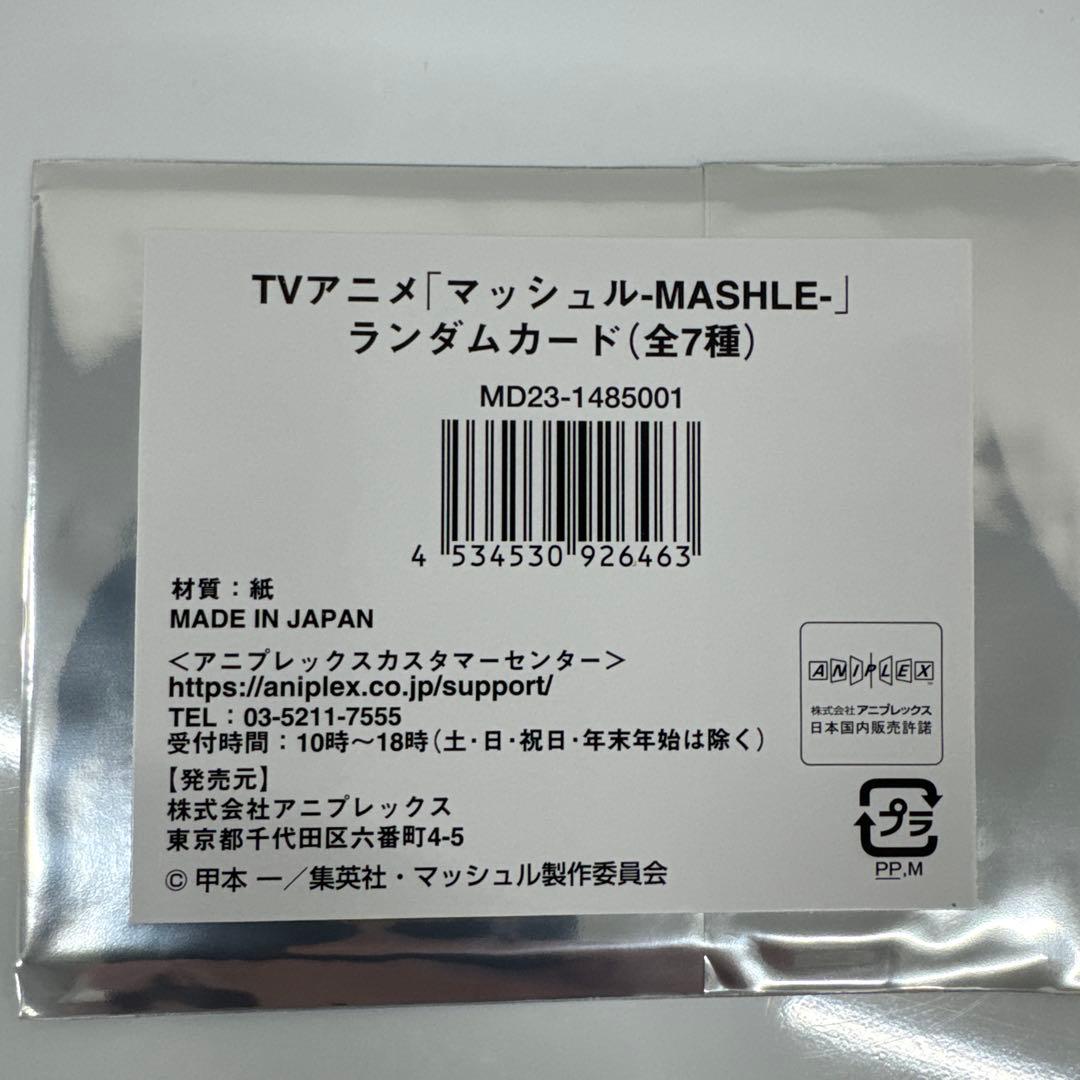 TVアニメ「マッシュル-MASHLE-」
ランダムカード(全7種)
MD23-1485001
4 534530 926463
材質：紙
MADE IN JAPAN
＜アニプレックスカスタマーセンター＞
https://aniplex.co.jp/support/
TEL：03-5211-7555
受付時間：10時～18時(土・日・祝日・年末年始は除く)
【発売元】
株式会社アニプレックス
東京都千代田区六番町4-5
© 甲本 一／集英社・マッシュル製作委員会
ANIPLEX
株式会社 アニプレックス
日本国内販売許諾
プラ
PP,M